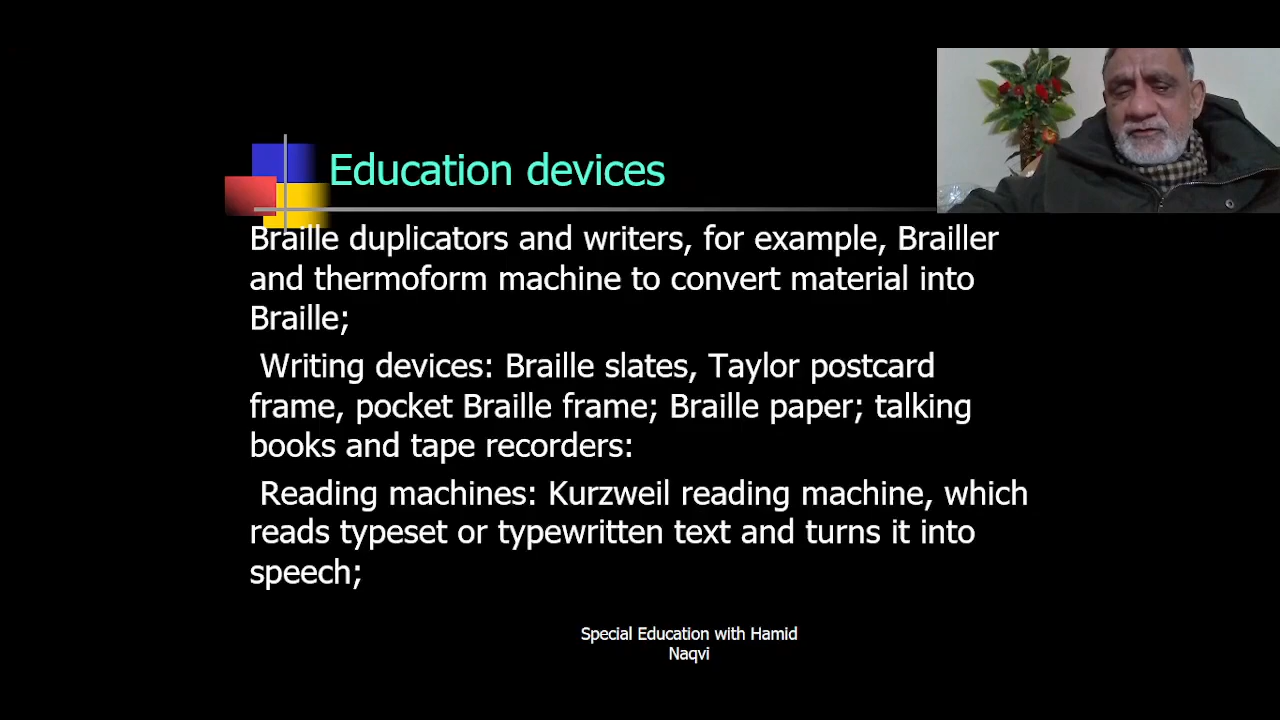 Education devices
Braille duplicators and writers, for example, Brailler
and thermoform machine to convert material into
Braille;
Writing devices: Braille slates, Taylor postcard
frame, pocket Braille frame; Braille paper; talking
books and tape recorders:
Reading machines: Kurzweil reading machine, which
reads typeset or typewritten text and turns it into
speech;
Special Education with Hamid
Naqvi